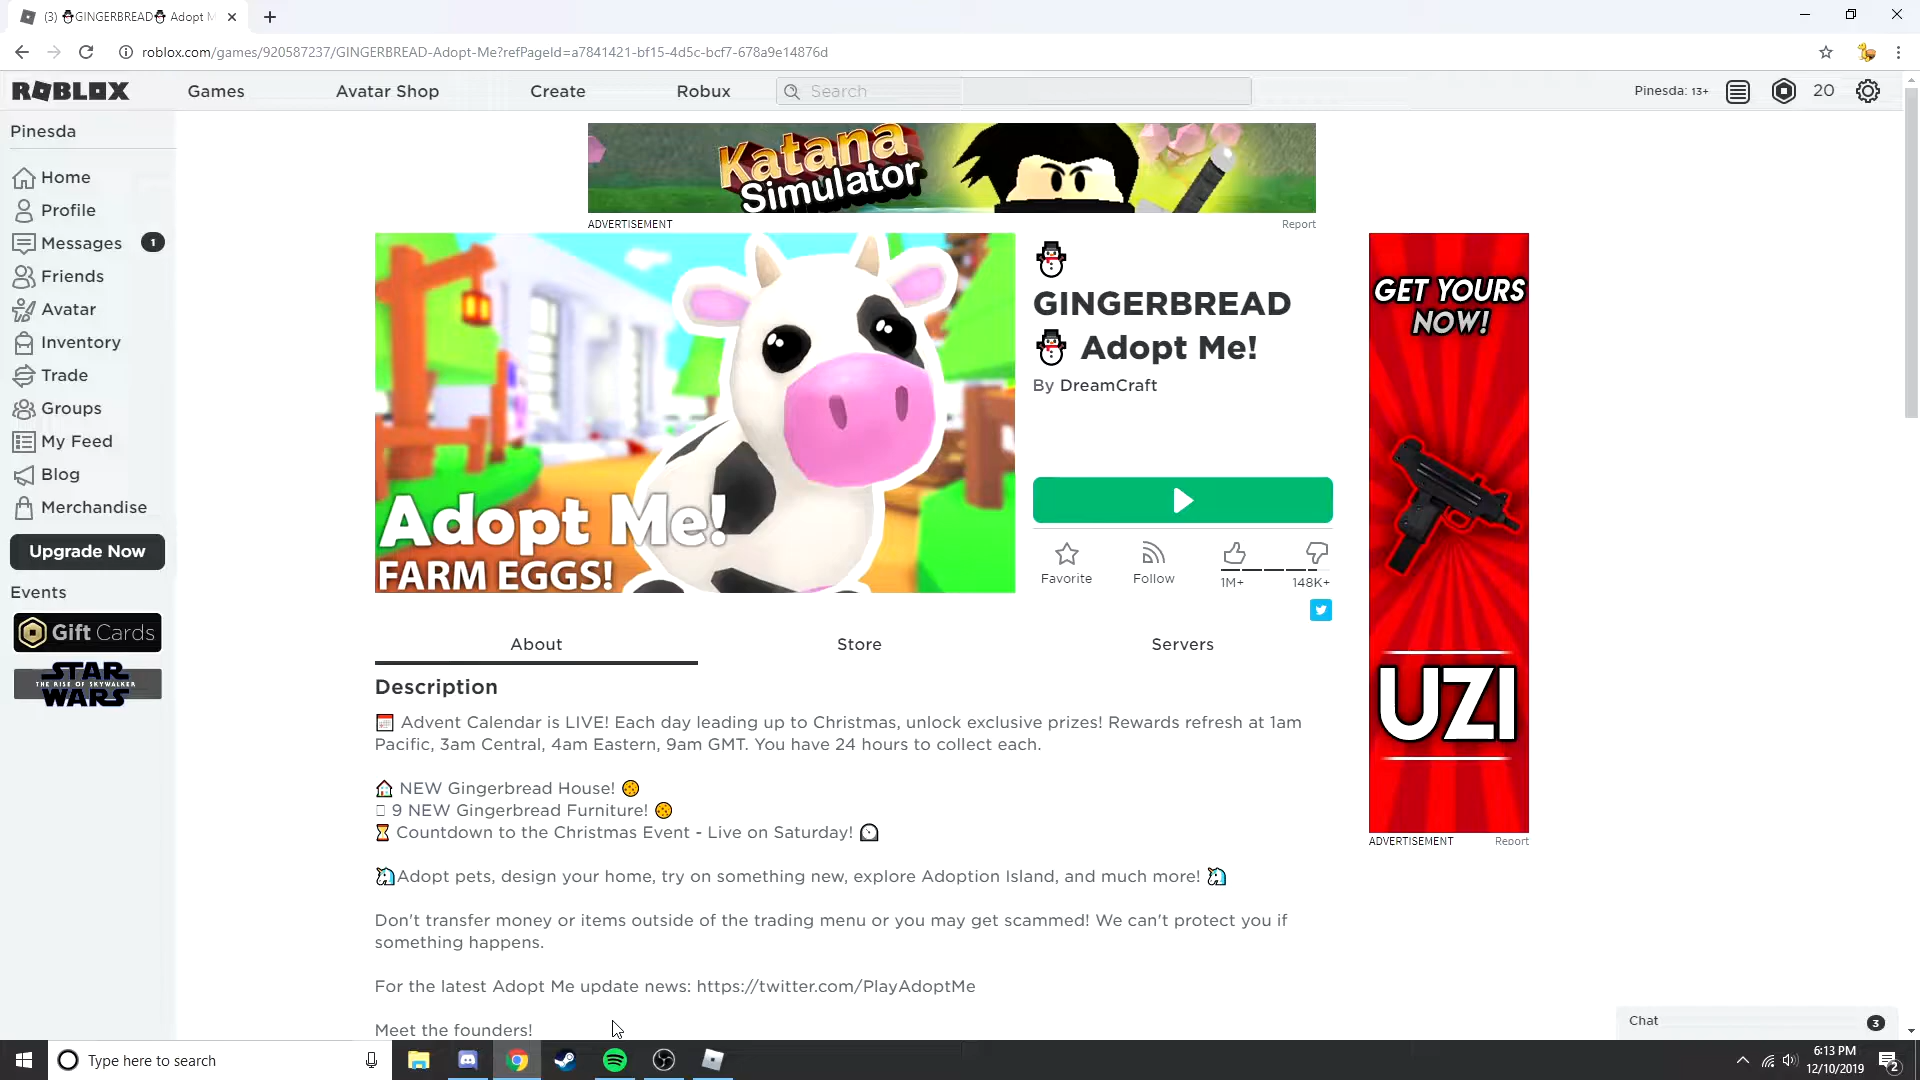 (3) ⛄GINGERBREAD⛄ Adopt M
roblox.com/games/920587237/GINGERBREAD-Adopt-Me?refPageId=a7841421-bf15-4d5c-bcf7-678a9e14876d
ROBLOX
Games
Avatar Shop
Create
Robux
Search
Pinesda: 13+
20
Pinesda
Home
Profile
Messages
1
Friends
Avatar
Inventory
Trade
Groups
My Feed
Blog
Merchandise
Upgrade Now
Events
Gift Cards
STAR
THE RISE OF SKYWALKER
WARS
Katana
Simulator
ADVERTISEMENT
Report
Adopt Me!
FARM EGGS!
⛄
GINGERBREAD
⛄ Adopt Me!
By DreamCraft
Favorite
Follow
1M+
148K+
GET YOURS
NOW!
UZI
ADVERTISEMENT
Report
About
Store
Servers
Description
📅 Advent Calendar is LIVE! Each day leading up to Christmas, unlock exclusive prizes! Rewards refresh at 1am
Pacific, 3am Central, 4am Eastern, 9am GMT. You have 24 hours to collect each.
🏠 NEW Gingerbread House! 🍪
▯ 9 NEW Gingerbread Furniture! 🍪
⏳ Countdown to the Christmas Event - Live on Saturday! 🕰
🦄Adopt pets, design your home, try on something new, explore Adoption Island, and much more! 🦄
Don't transfer money or items outside of the trading menu or you may get scammed! We can't protect you if
something happens.
For the latest Adopt Me update news: https://twitter.com/PlayAdoptMe
Meet the founders!
Chat
3
Type here to search
6:13 PM
12/10/2019
2